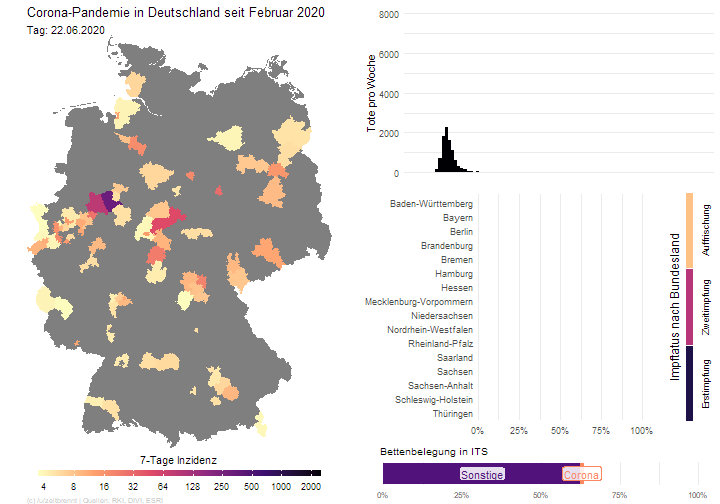 Corona-Pandemie in Deutschland seit Februar 2020
Tag: 22.06.2020
7-Tage Inzidenz
4 8 16 32 64 120 250 500 1000 2000
(c) | Quellen: RKI, DIVI, ESRI
Tote pro Woche
8000
6000
4000
2000
0
Baden-Württemberg
Bayern
Berlin
Brandenburg
Bremen
Hamburg
Hessen
Mecklenburg-Vorpommern
Niedersachsen
Nordrhein-Westfalen
Rheinland-Pfalz
Saarland
Sachsen
Sachsen-Anhalt
Schleswig-Holstein
Thüringen
0% 25% 50% 75% 100%
Impfstatus nach Bundesland
Auffrischung
Zweitimpfung
Erstimpfung
Bettenbelegung in ITS
Sonstige Corona
0% 25% 50% 75% 100%